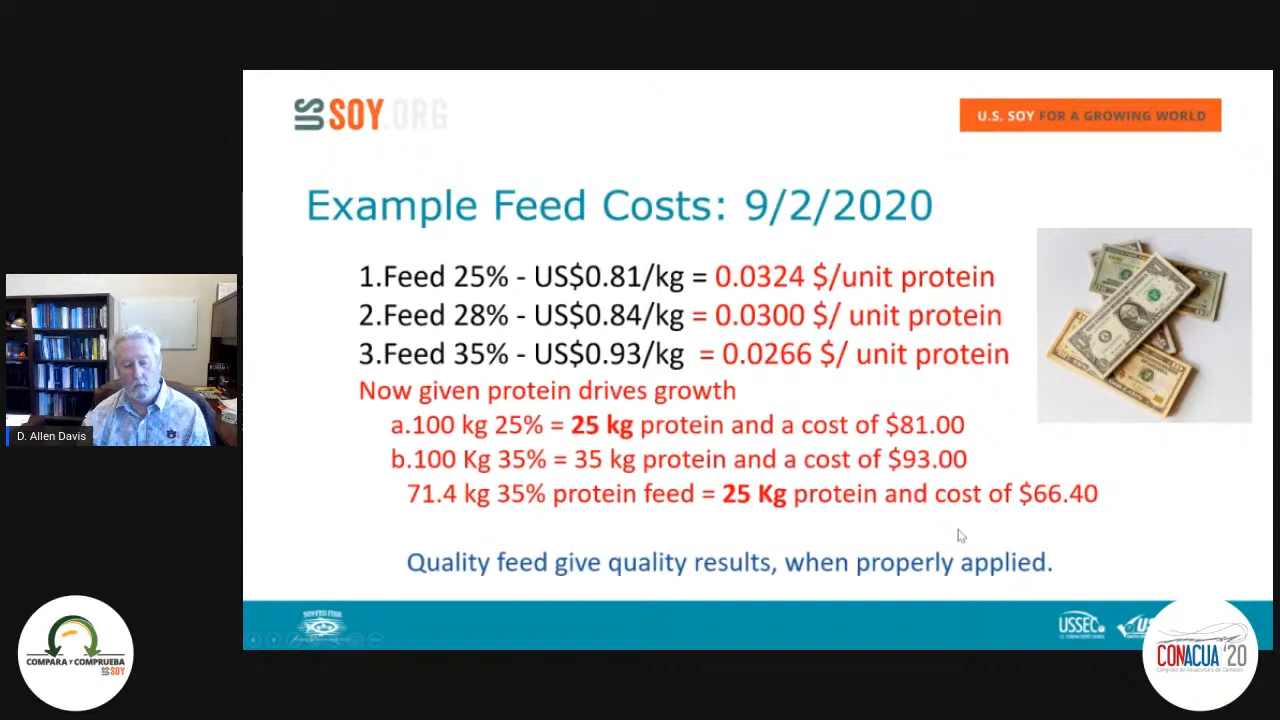 US SOY.ORG
U.S. SOY FOR A GROWING WORLD
Example Feed Costs: 9/2/2020
1.Feed 25% - US$0.81/kg = 0.0324 $/unit protein
2.Feed 28% - US$0.84/kg = 0.0300 $/ unit protein
3.Feed 35% - US$0.93/kg = 0.0266 $/ unit protein
Now given protein drives growth
a.100 kg 25% = 25 kg protein and a cost of $81.00
b.100 Kg 35% = 35 kg protein and a cost of $93.00
71.4 kg 35% protein feed = 25 Kg protein and cost of $66.40
Quality feed give quality results, when properly applied.
D. Allen Davis
COMPARA Y COMPRUEBA
US SOY
SOY-FED FISH
USSEC
US
CONACUA '20